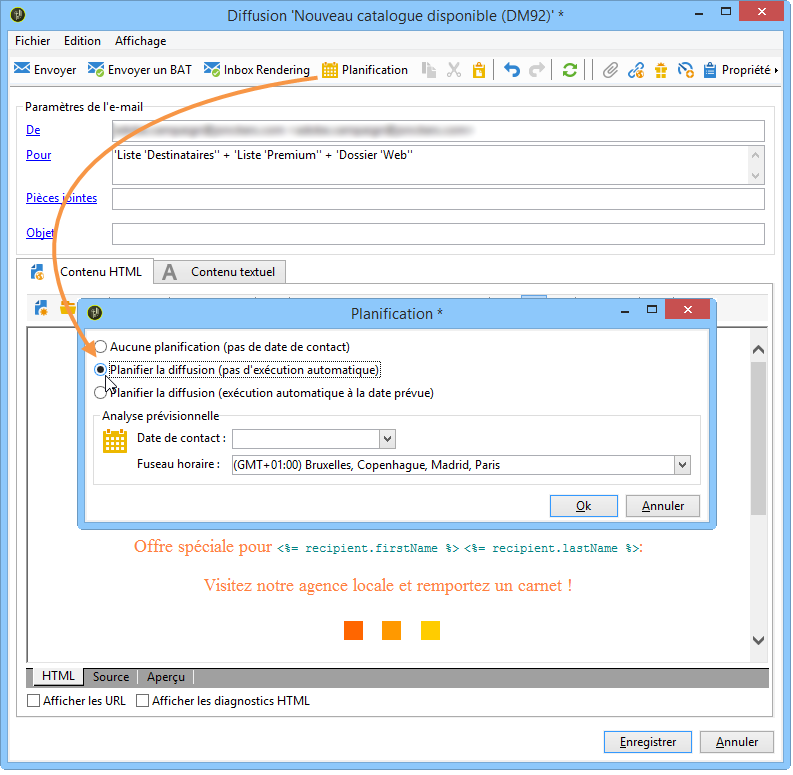 Diffusion 'Nouveau catalogue disponible (DM92)' *
Fichier Edition Affichage
Envoyer Envoyer un BAT Inbox Rendering Planification Propriété
Paramètres de l'e-mail
De
Pour 'Liste 'Destinataires'' + 'Liste 'Premium'' + 'Dossier 'Web''
Pièces jointes
Objet
Contenu HTML A Contenu textuel
Planification *
Aucune planification (pas de date de contact)
Planifier la diffusion (pas d'exécution automatique)
Planifier la diffusion (exécution automatique à la date prévue)
Analyse prévisionnelle
Date de contact :
Fuseau horaire : (GMT+01:00) Bruxelles, Copenhague, Madrid, Paris
Ok Annuler
Offre spéciale pour <%= recipient.firstName %> <%= recipient.lastName %>:
Visitez notre agence locale et remportez un carnet !
HTML Source Aperçu
Afficher les URL Afficher les diagnostics HTML
Enregistrer Annuler